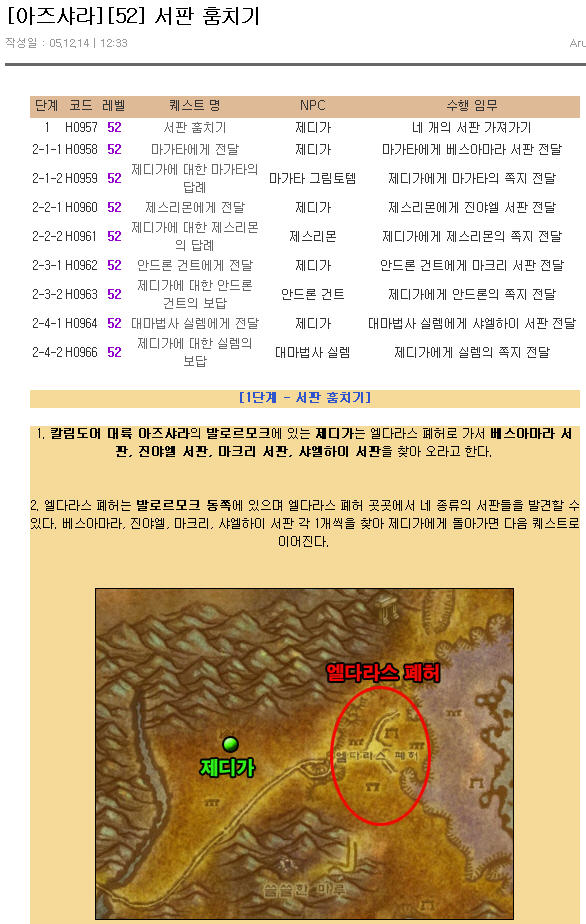 [아즈샤라][52] 서판 훔치기
작성일 : 05.12.14 | 12:33
Aru
단계 코드 레벨 퀘스트 명 NPC 수행 임무
1 H0957 52 서판 훔치기 제디가 네 개의 서판 가져가기
2-1-1 H0958 52 마가타에게 전달 제디가 마가타에게 베스아마라 서판 전달
2-1-2 H0959 52 제디가에 대한 마가타의 답례 마가타 그림토템 제디가에게 마가타의 쪽지 전달
2-2-1 H0960 52 제스리몬에게 전달 제디가 제스리몬에게 진야엘 서판 전달
2-2-2 H0961 52 제디가에 대한 제스리몬의 답례 제스리몬 제디가에게 제스리몬의 쪽지 전달
2-3-1 H0962 52 안드론 건트에게 전달 제디가 안드론 건트에게 마크리 서판 전달
2-3-2 H0963 52 제디가에 대한 안드론 건트의 보답 안드론 건트 제디가에게 안드론의 쪽지 전달
2-4-1 H0964 52 대마법사 실렘에게 전달 제디가 대마법사 실렘에게 샤엘하이 서판 전달
2-4-2 H0966 52 제디가에 대한 실렘의 보답 대마법사 실렘 제디가에게 실렘의 쪽지 전달
[1단계 - 서판 훔치기]
1. 칼림도어 대륙 아즈샤라의 발로르모크에 있는 제디가는 엘다라스 폐허로 가서 베스아마라 서
판, 진야엘 서판, 마크리 서판, 샤엘하이 서판을 찾아 오라고 한다.
2. 엘다라스 폐허는 발로르모크 동쪽에 있으며 엘다라스 폐허 곳곳에서 네 종류의 서판들을 발견할 수
있다. 베스아마라, 진야엘, 마크리, 샤엘하이 서판 각 1개씩을 찾아 제디가에게 돌아가면 다음 퀘스트로
이어진다.
엘다라스 폐허
제디가
엘다라스 폐허
쓸쓸한 마루